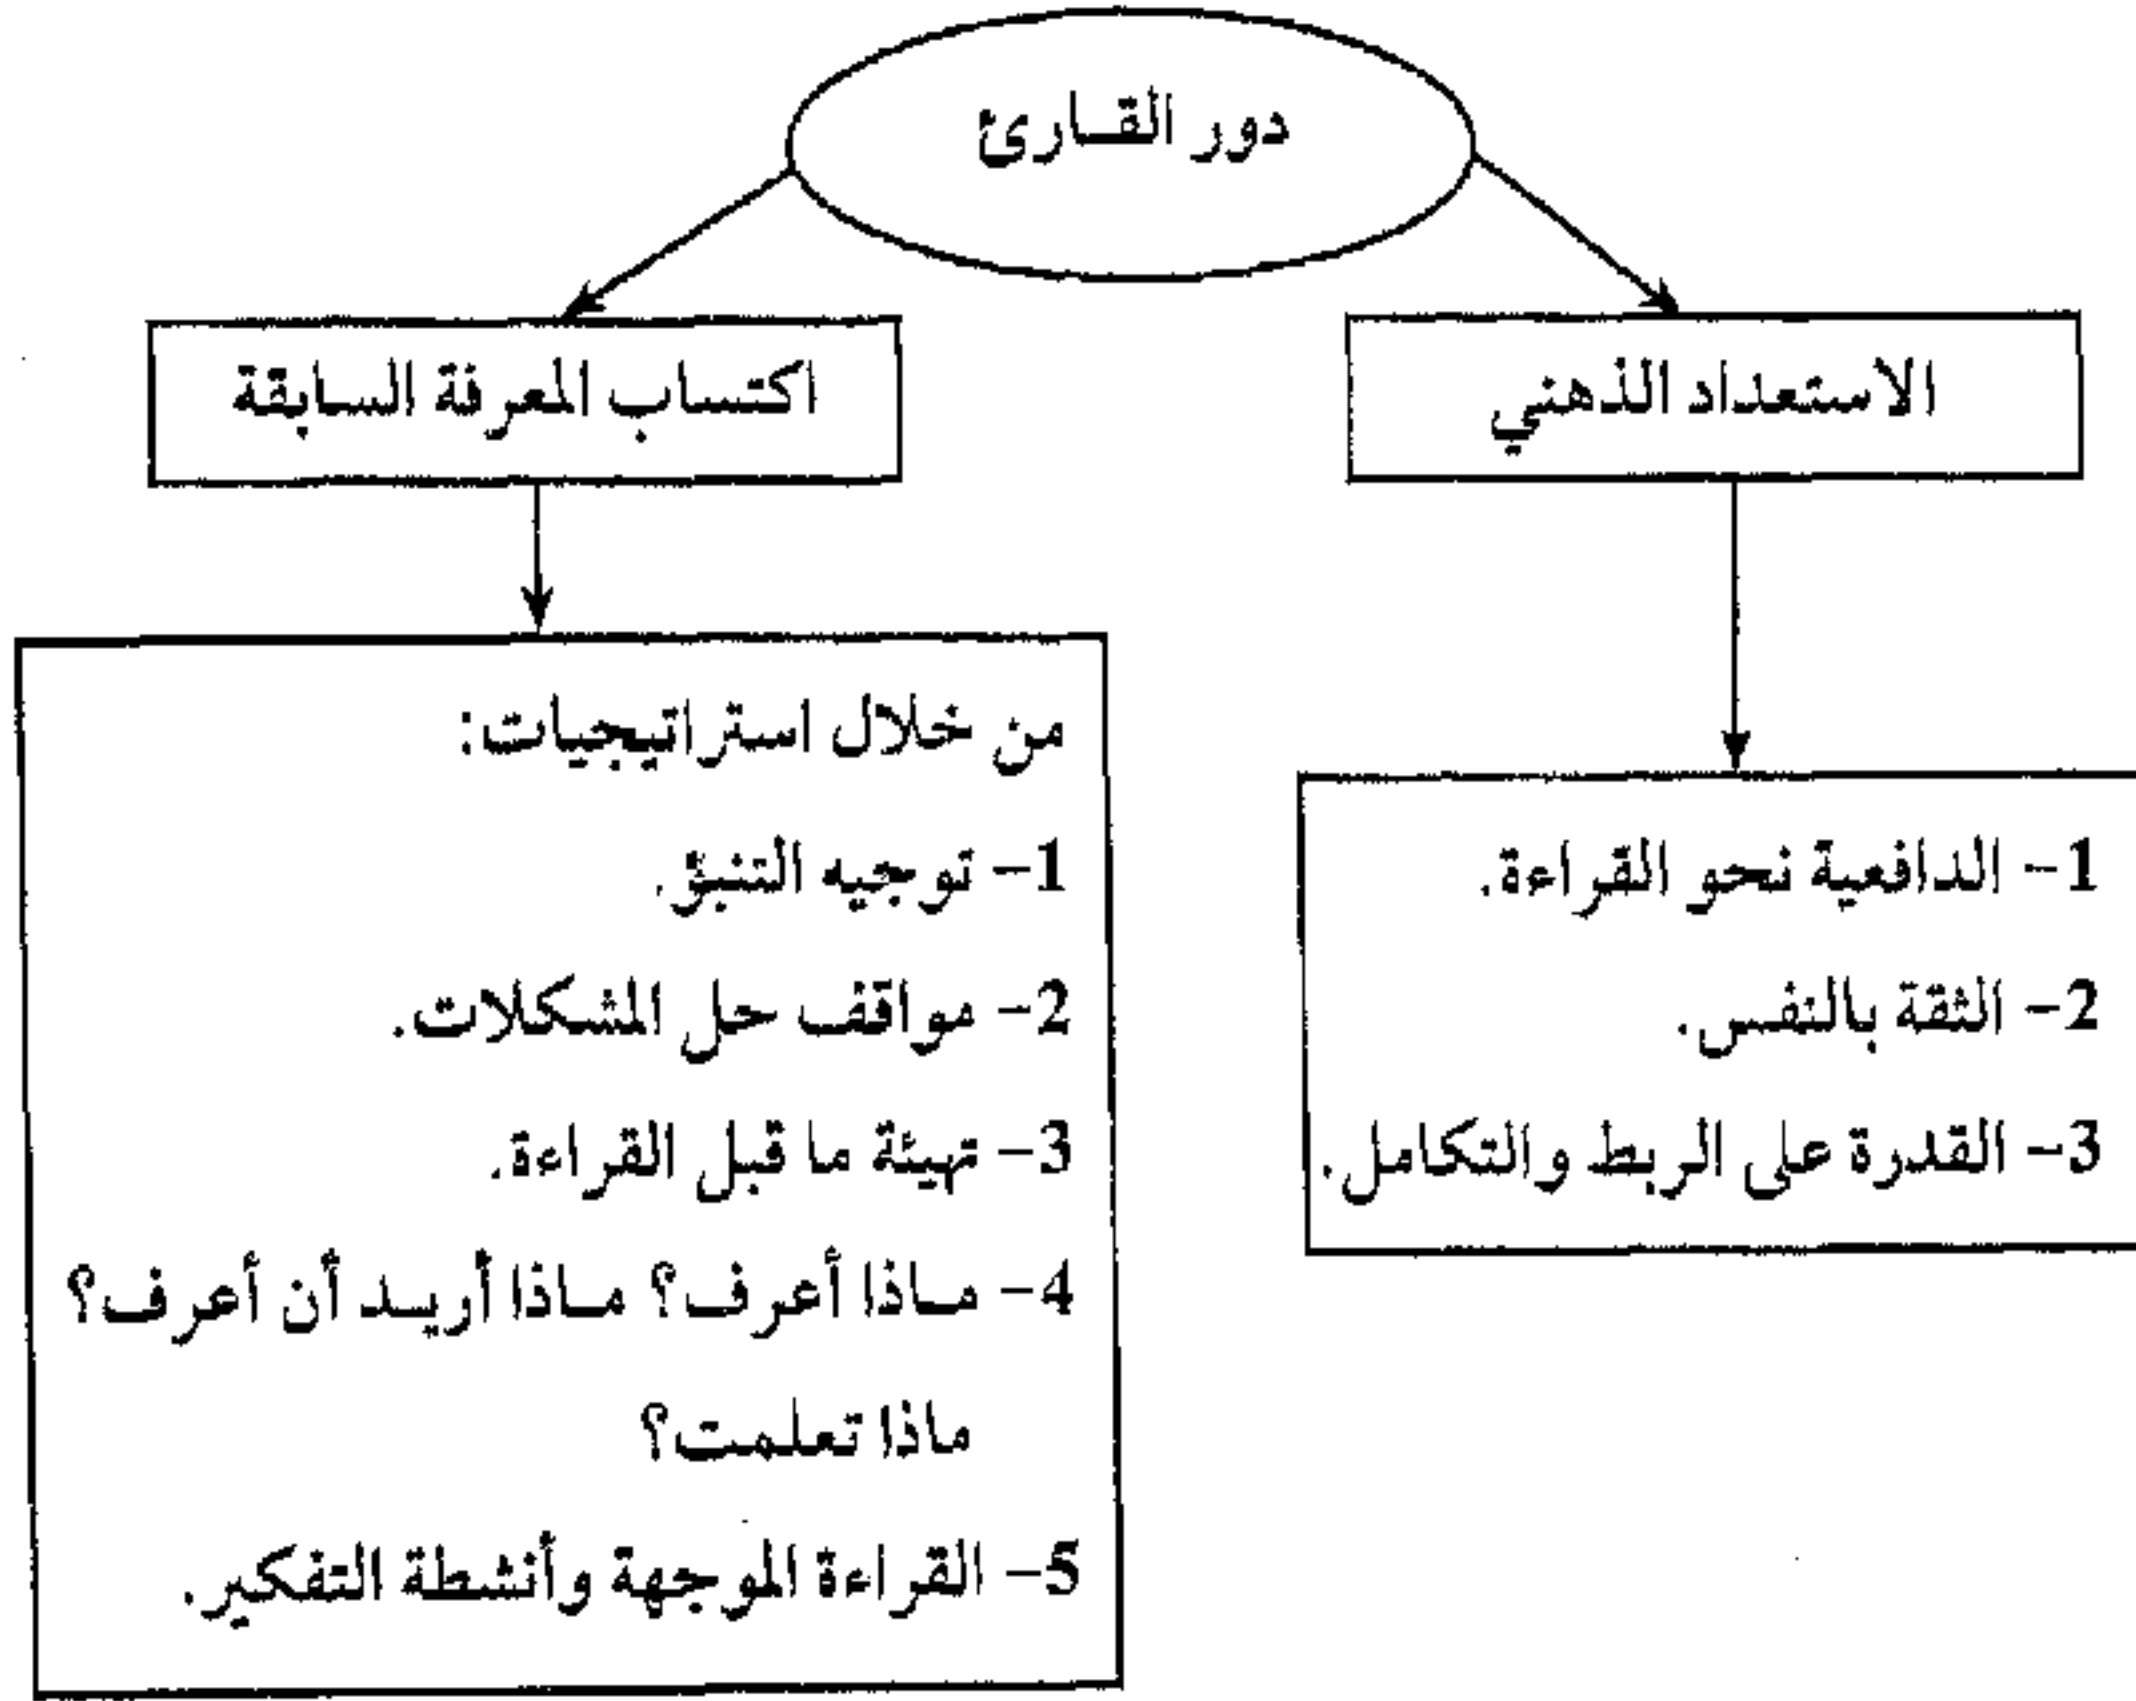 دور القارئ
الاستعداد الذهني
اكتساب المعرفة السابقة
1- الدافعية نحو القراءة.
2- الثقة بالنفس.
3- القدرة على الربط والتكامل.
من خلال استراتيجيات:
1- توجيه التنبؤ.
2- مواقف حل المشكلات.
3- تهيئة ما قبل القراءة.
4- ماذا أعرف؟ ماذا أريد أن أعرف؟
ماذا تعلمت؟
5- القراءة الموجهة وأنشطة التفكير.